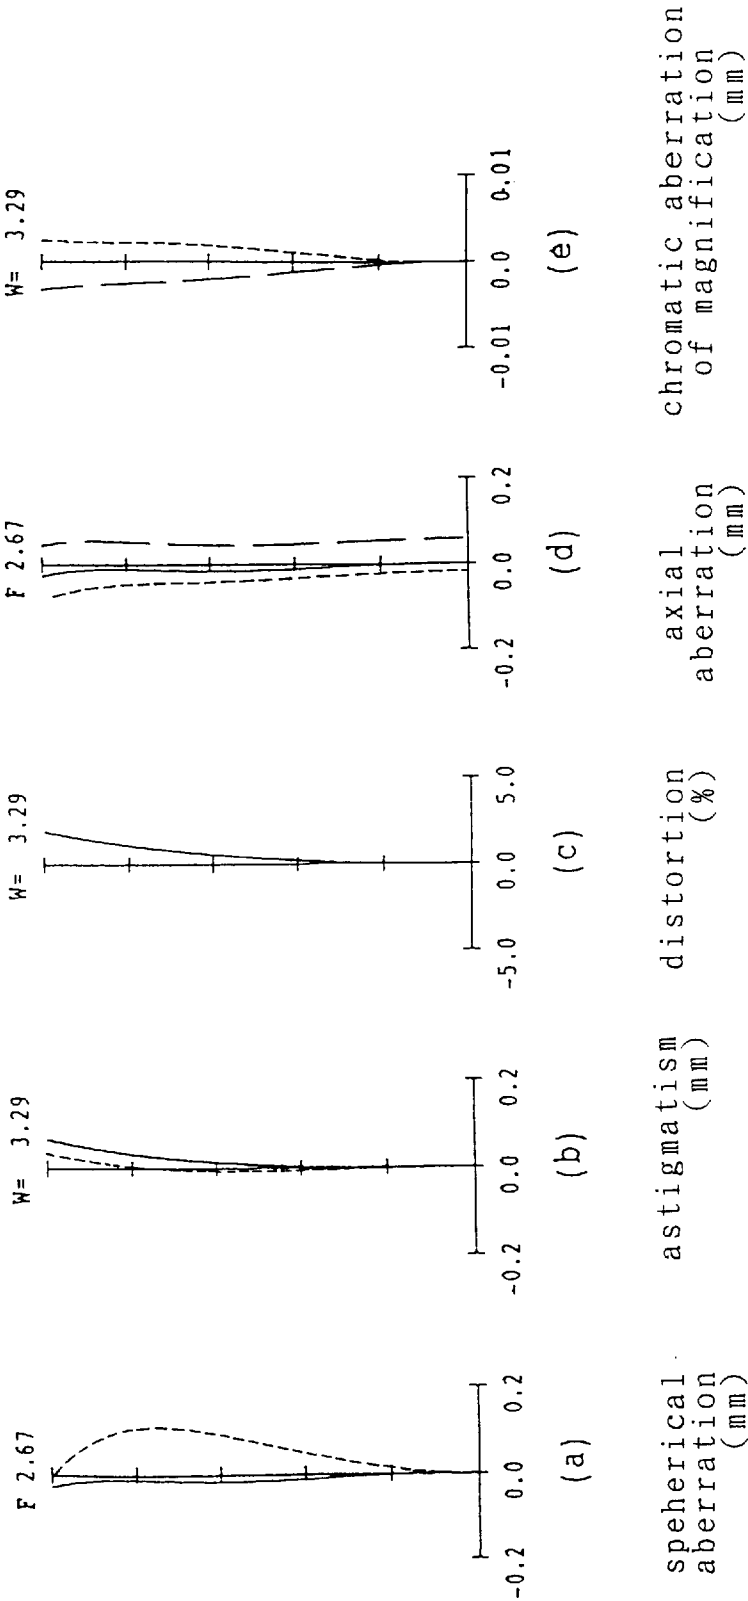 F 2.67
-0.2 0.0 0.2
(a)
speherical
aberration
(mm)
W= 3.29
-0.2 0.0 0.2
(b)
astigmatism
(mm)
W= 3.29
-5.0 0.0 5.0
(c)
distortion
(%)
F 2.67
-0.2 0.0 0.2
(d)
axial
aberration
(mm)
W= 3.29
-0.01 0.0 0.01
(e)
chromatic aberration
of magnification
(mm)